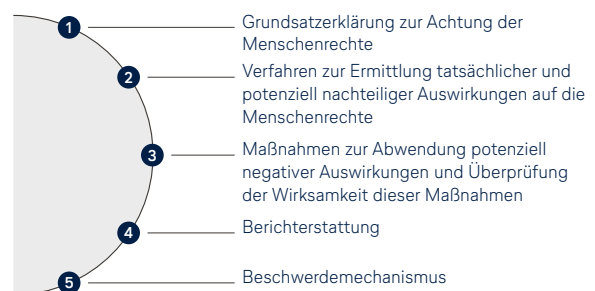 1
Grundsatzerklärung zur Achtung der
Menschenrechte
2
Verfahren zur Ermittlung tatsächlicher und
potenziell nachteiliger Auswirkungen auf die
Menschenrechte
3
Maßnahmen zur Abwendung potenziell
negativer Auswirkungen und Überprüfung
der Wirksamkeit dieser Maßnahmen
4
Berichterstattung
5
Beschwerdemechanismus